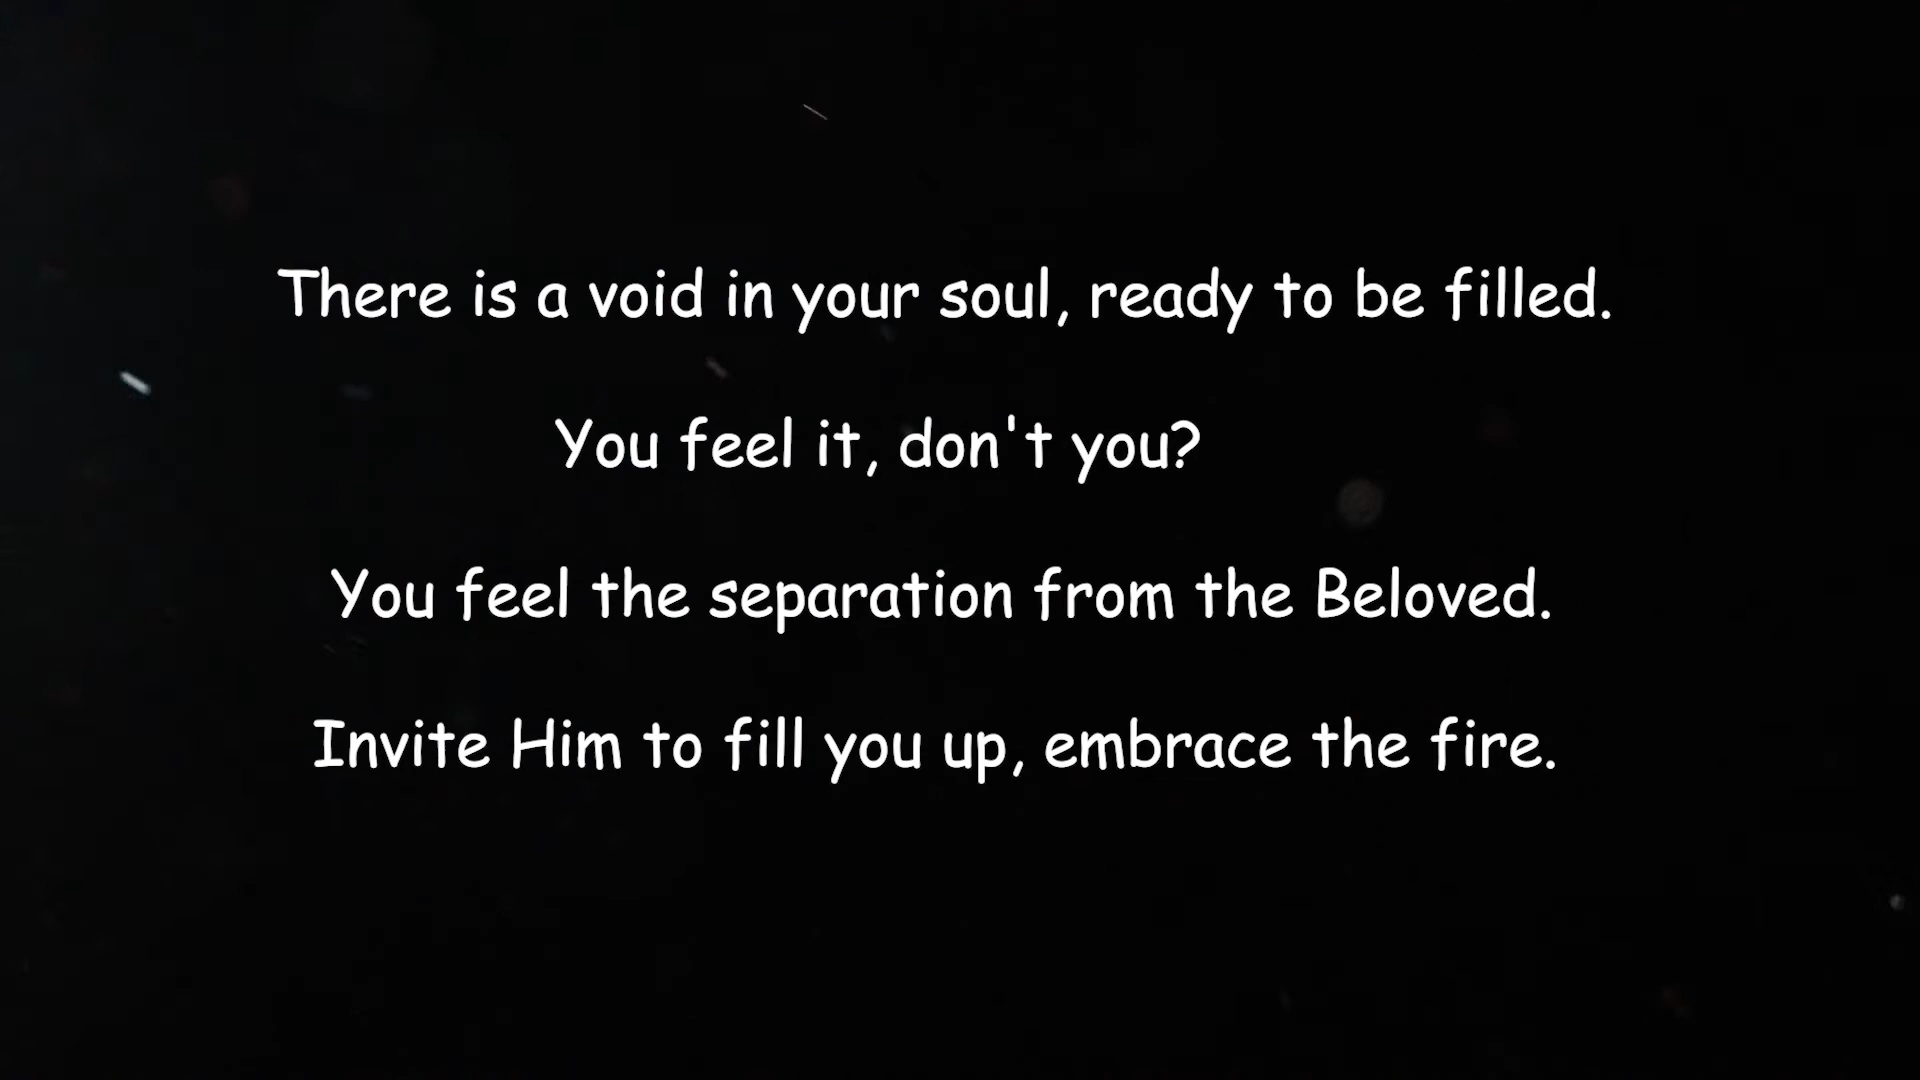 There is a void in your soul, ready to be filled.
You feel it, don't you?
You feel the separation from the Beloved.
Invite Him to fill you up, embrace the fire.